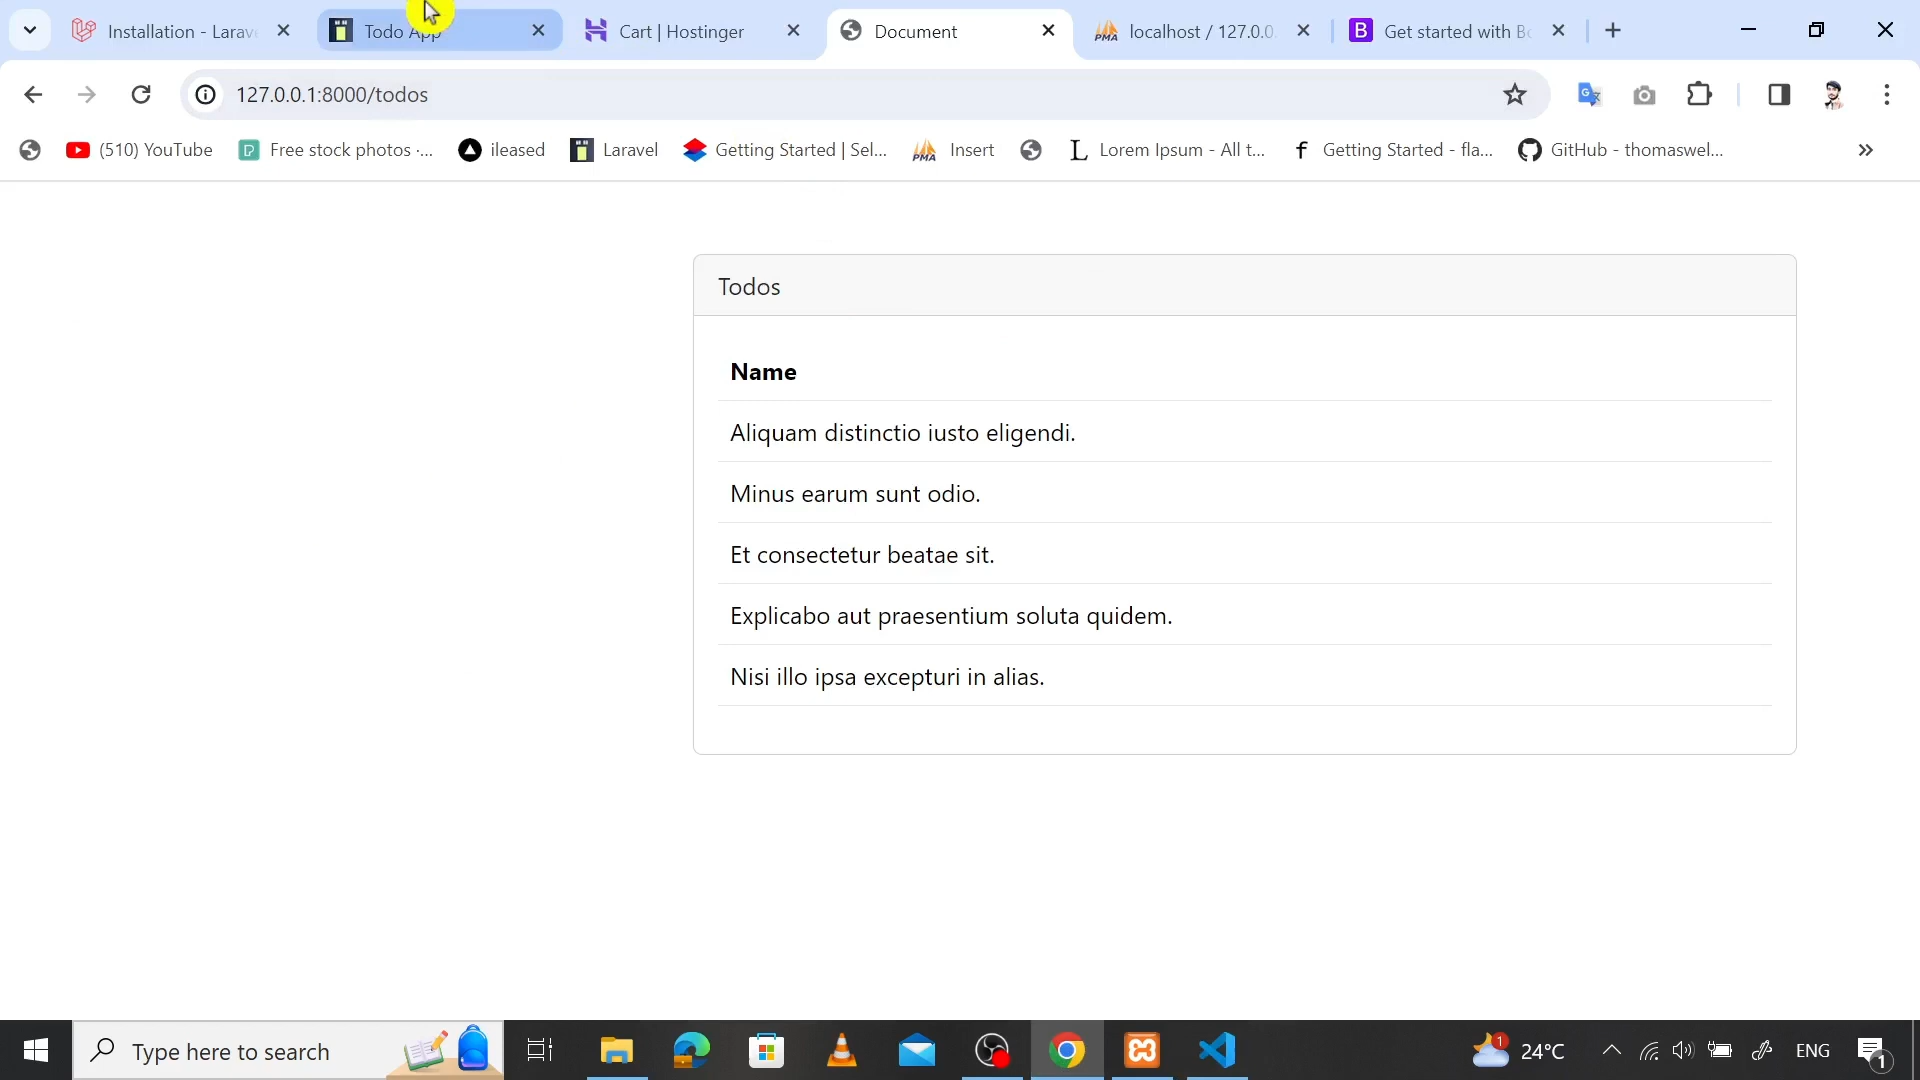 Installation - Larav
Todo App
Cart | Hostinger
Document
localhost / 127.0.0.
Get started with Bo
127.0.0.1:8000/todos
(510) YouTube
Free stock photos ·...
ileased
Laravel
Getting Started | Sel...
Insert
Lorem Ipsum - All t...
Getting Started - fla...
GitHub - thomaswel...
Todos
Name
Aliquam distinctio iusto eligendi.
Minus earum sunt odio.
Et consectetur beatae sit.
Explicabo aut praesentium soluta quidem.
Nisi illo ipsa excepturi in alias.
Type here to search
1
24°C
ENG
1